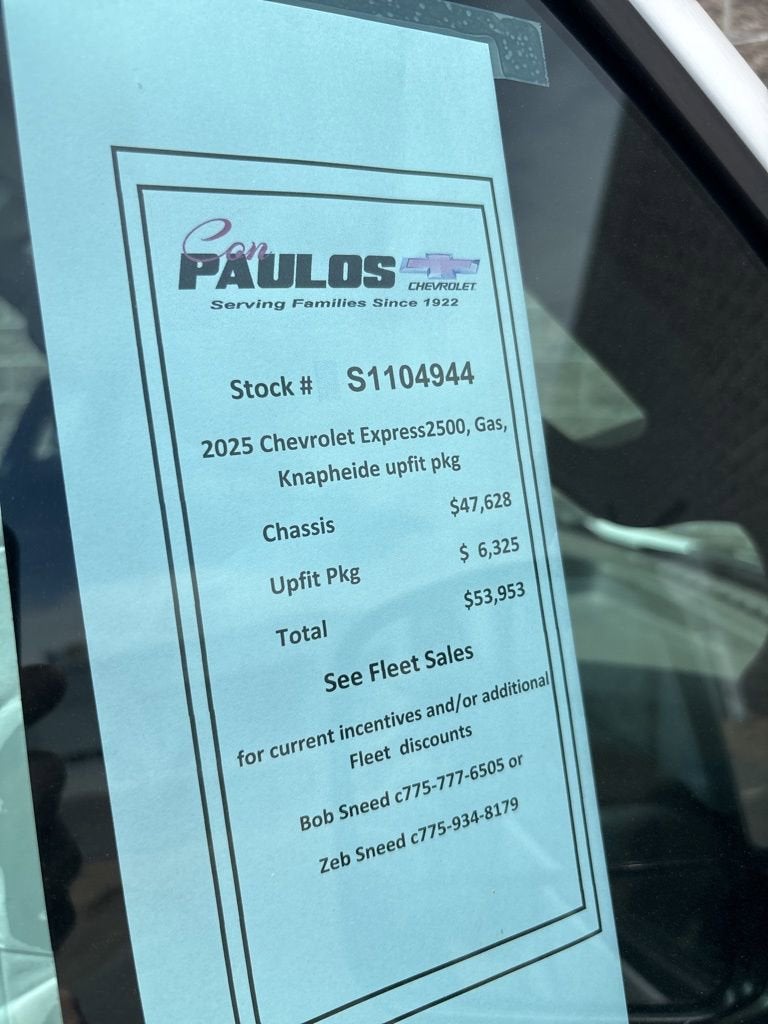 Con
PAULOS
CHEVROLET
Serving Families Since 1922
Stock # S1104944
2025 Chevrolet Express2500, Gas,
Knapheide upfit pkg
Chassis $47,628
Upfit Pkg $ 6,325
Total $53,953
See Fleet Sales
for current incentives and/or additional
Fleet discounts
Bob Sneed c775-777-6505 or
Zeb Sneed c775-934-8179